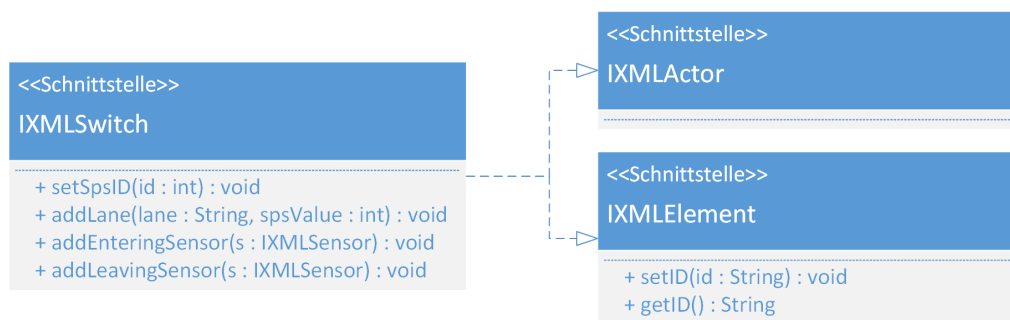 <<Schnittstelle>>
IXMLSwitch
+ setSpsID(id : int) : void
+ addLane(lane : String, spsValue : int) : void
+ addEnteringSensor(s : IXMLSensor) : void
+ addLeavingSensor(s : IXMLSensor) : void
<<Schnittstelle>>
IXMLActor
<<Schnittstelle>>
IXMLElement
+ setID(id : String) : void
+ getID() : String